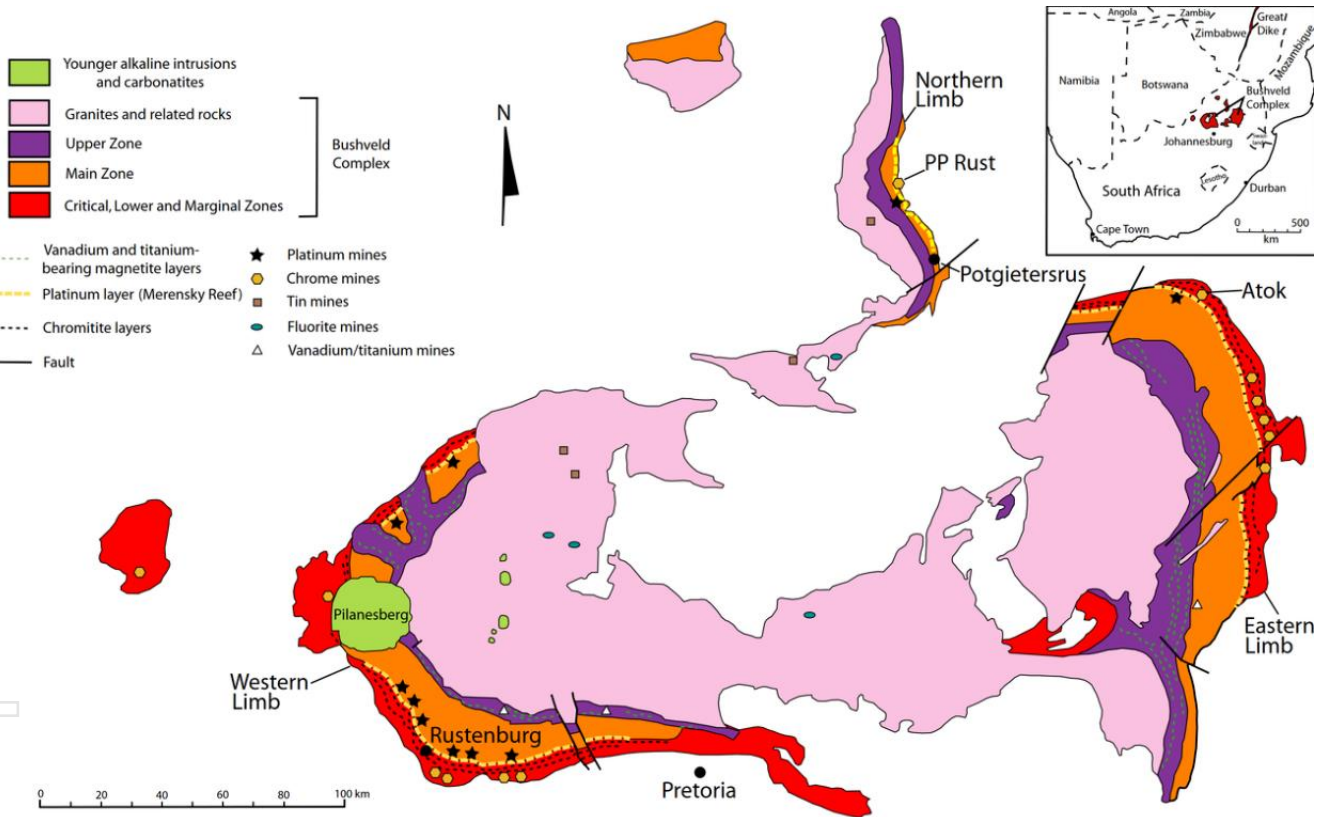 Younger alkaline intrusions
and carbonatites
Granites and related rocks
Upper Zone
Main Zone
Critical, Lower and Marginal Zones
Bushveld
Complex
Vanadium and titanium-
bearing magnetite layers
Platinum layer (Merensky Reef)
Chromitite layers
Fault
Platinum mines
Chrome mines
Tin mines
Fluorite mines
Vanadium/titanium mines
N
Northern
Limb
PP Rust
Potgietersrus
Angola
Zambia
Great
Dike
Zimbabwe
Mozambique
Namibia
Botswana
Bushveld
Complex
Johannesburg
Swazi-
land
Lesotho
South Africa
Durban
Cape Town
0 500
km
Atok
Pilanesberg
Western
Limb
Rustenburg
Pretoria
Eastern
Limb
0 20 40 60 80 100 km